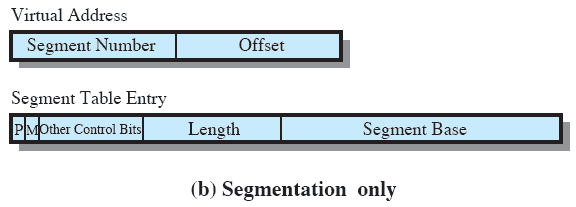 Virtual Address
Segment Number Offset
Segment Table Entry
P M Other Control Bits Length Segment Base
(b) Segmentation only